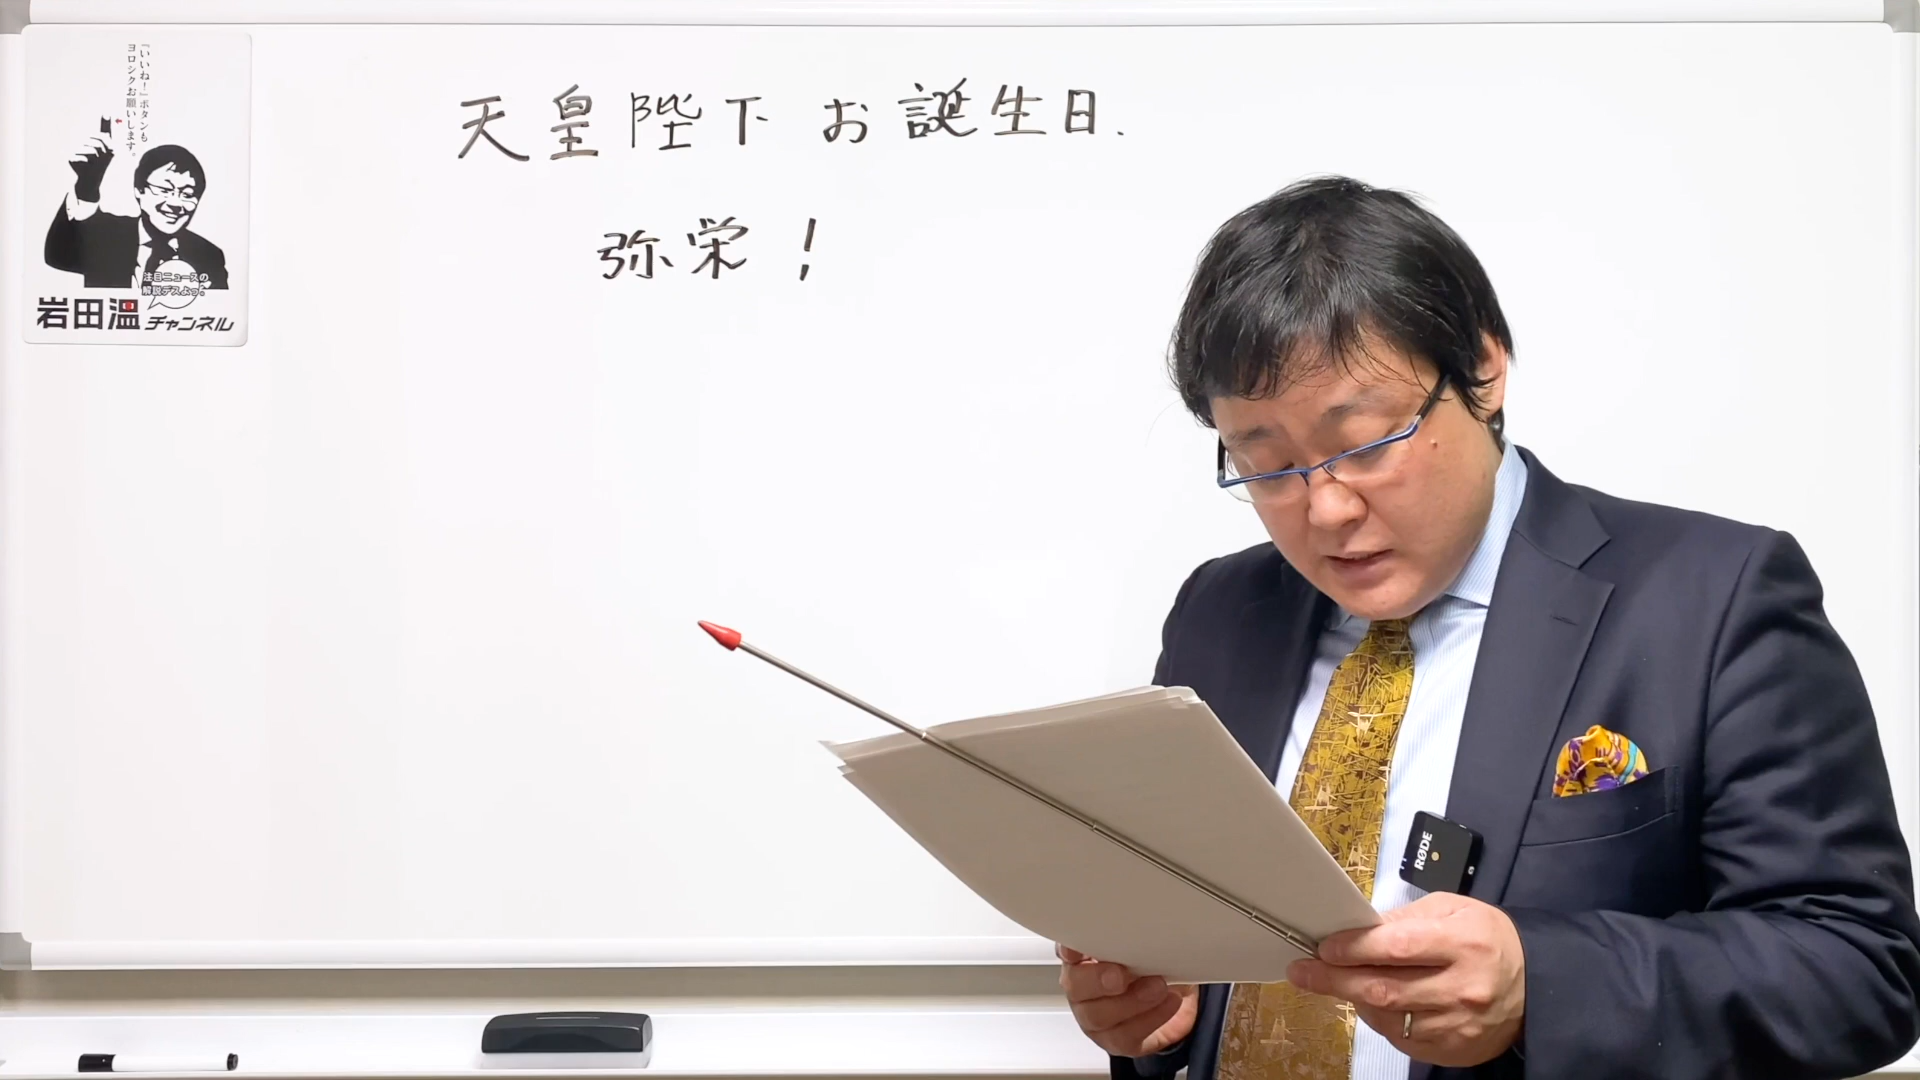 天皇陛下 お誕生日.
弥栄!
「いいね!」ボタンも
ヨロシクお願いします。
注目ニュースの
解説デスよっ!
岩田温チャンネル
RØDE